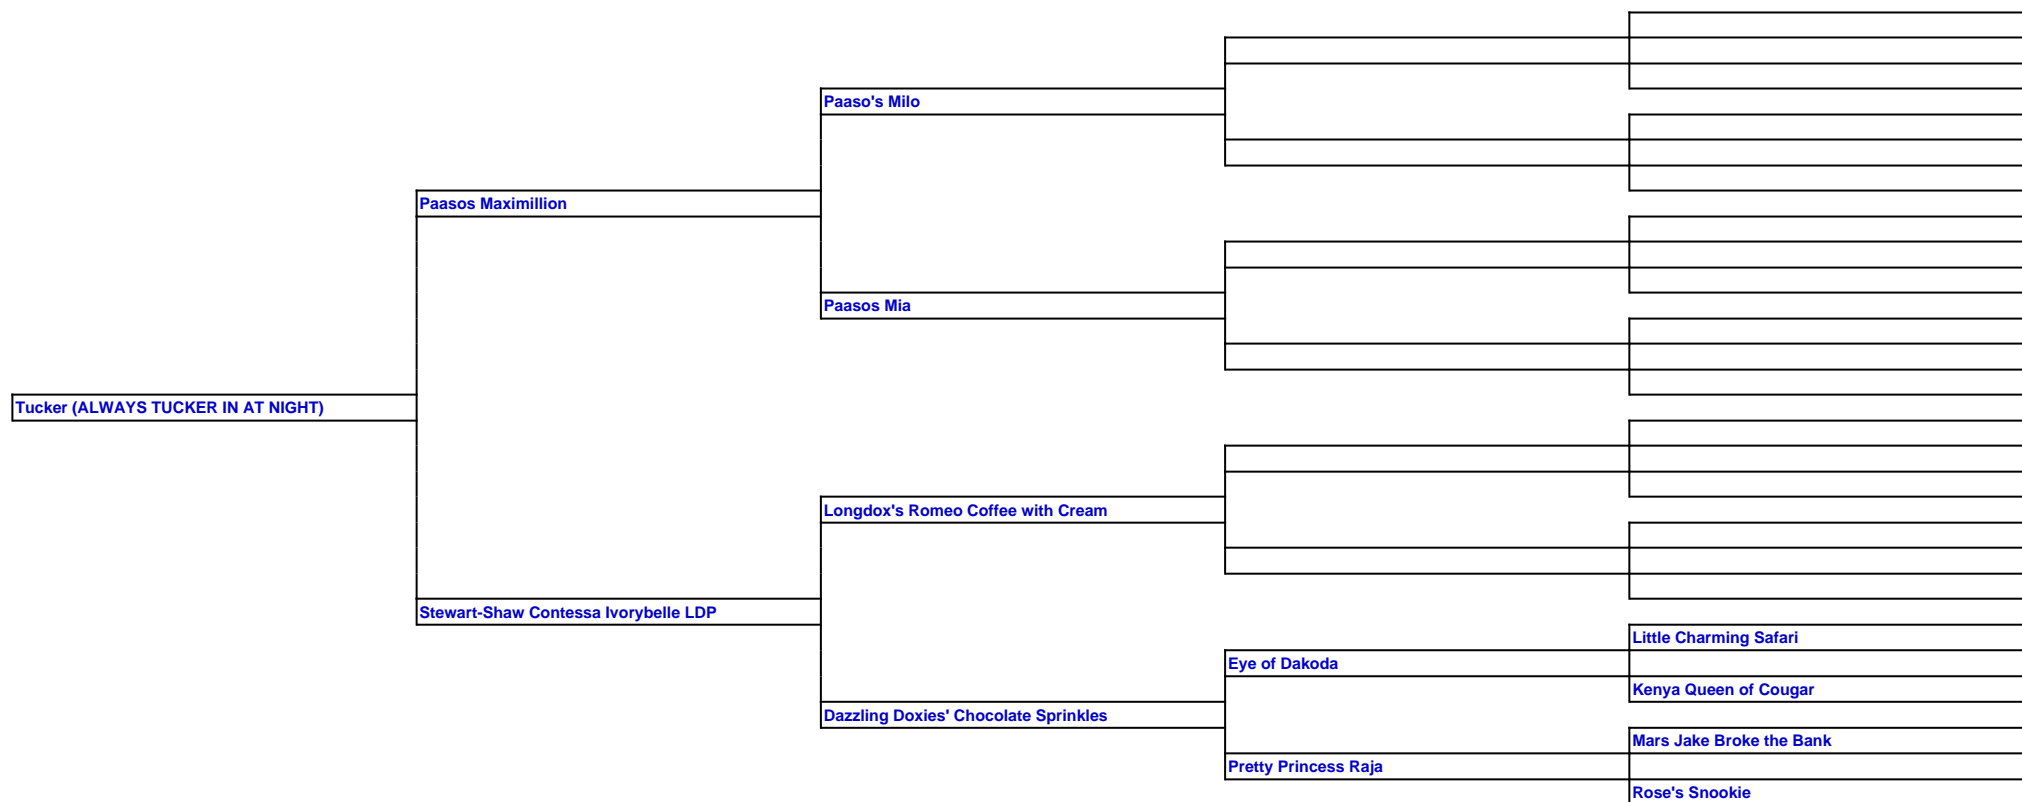 Paaso's Milo
Paasos Maximillion
Paasos Mia
Tucker (ALWAYS TUCKER IN AT NIGHT)
Longdox's Romeo Coffee with Cream
Stewart-Shaw Contessa Ivorybelle LDP
Little Charming Safari
Eye of Dakoda
Kenya Queen of Cougar
Dazzling Doxies' Chocolate Sprinkles
Mars Jake Broke the Bank
Pretty Princess Raja
Rose's Snookie